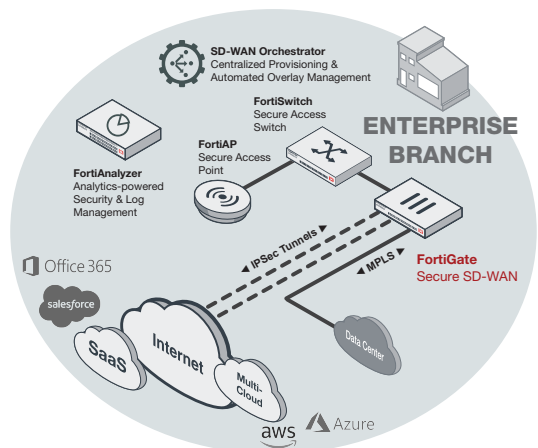 SD-WAN Orchestrator
Centralized Provisioning &
Automated Overlay Management
FortiSwitch
Secure Access
Switch
ENTERPRISE
BRANCH
FortiAP
Secure Access
Point
FortiAnalyzer
Analytics-powered
Security & Log
Management
IPSec Tunnels
MPLS
FortiGate
Secure SD-WAN
Office 365
salesforce
SaaS
Internet
Multi-
Cloud
Data Center
aws
Azure